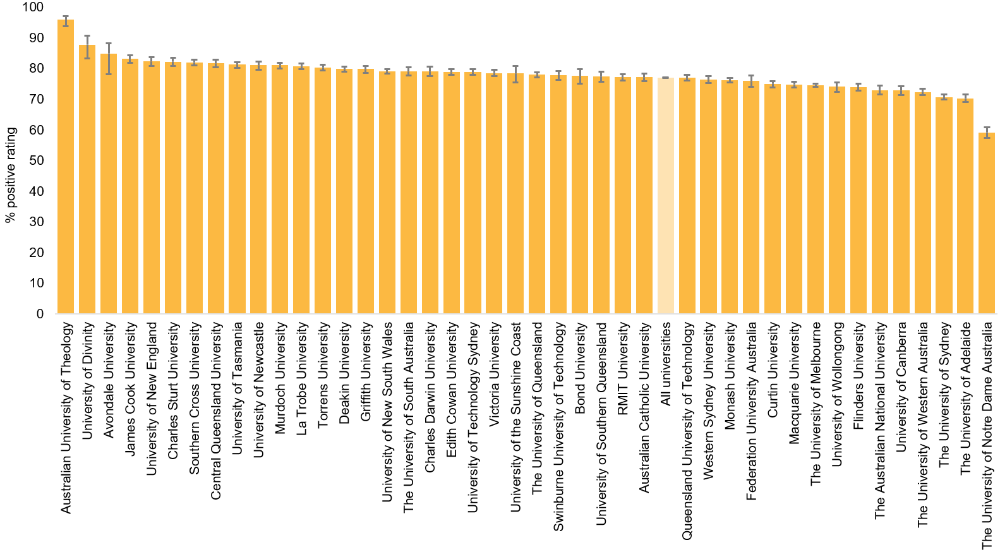 % positive rating
100
90
80
70
60
50
40
30
20
10
0
Australian University of Theology
University of Divinity
Avondale University
James Cook University
University of New England
Charles Sturt University
Southern Cross University
Central Queensland University
University of Tasmania
University of Newcastle
Murdoch University
La Trobe University
Torrens University
Deakin University
Griffith University
University of New South Wales
The University of South Australia
Charles Darwin University
Edith Cowan University
University of Technology Sydney
Victoria University
University of the Sunshine Coast
The University of Queensland
Swinburne University of Technology
Bond University
University of Southern Queensland
RMIT University
Australian Catholic University
All universities
Queensland University of Technology
Western Sydney University
Monash University
Federation University Australia
Curtin University
Macquarie University
The University of Melbourne
University of Wollongong
Flinders University
The Australian National University
University of Canberra
The University of Western Australia
The University of Sydney
The University of Adelaide
The University of Notre Dame Australia